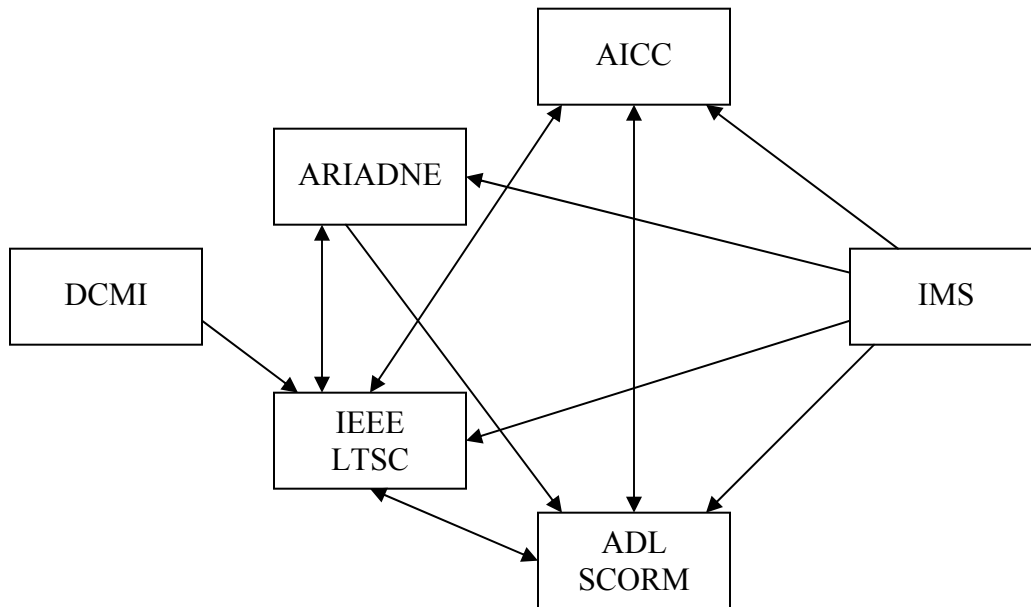 AICC
ARIADNE
DCMI
IMS
IEEE
LTSC
ADL
SCORM